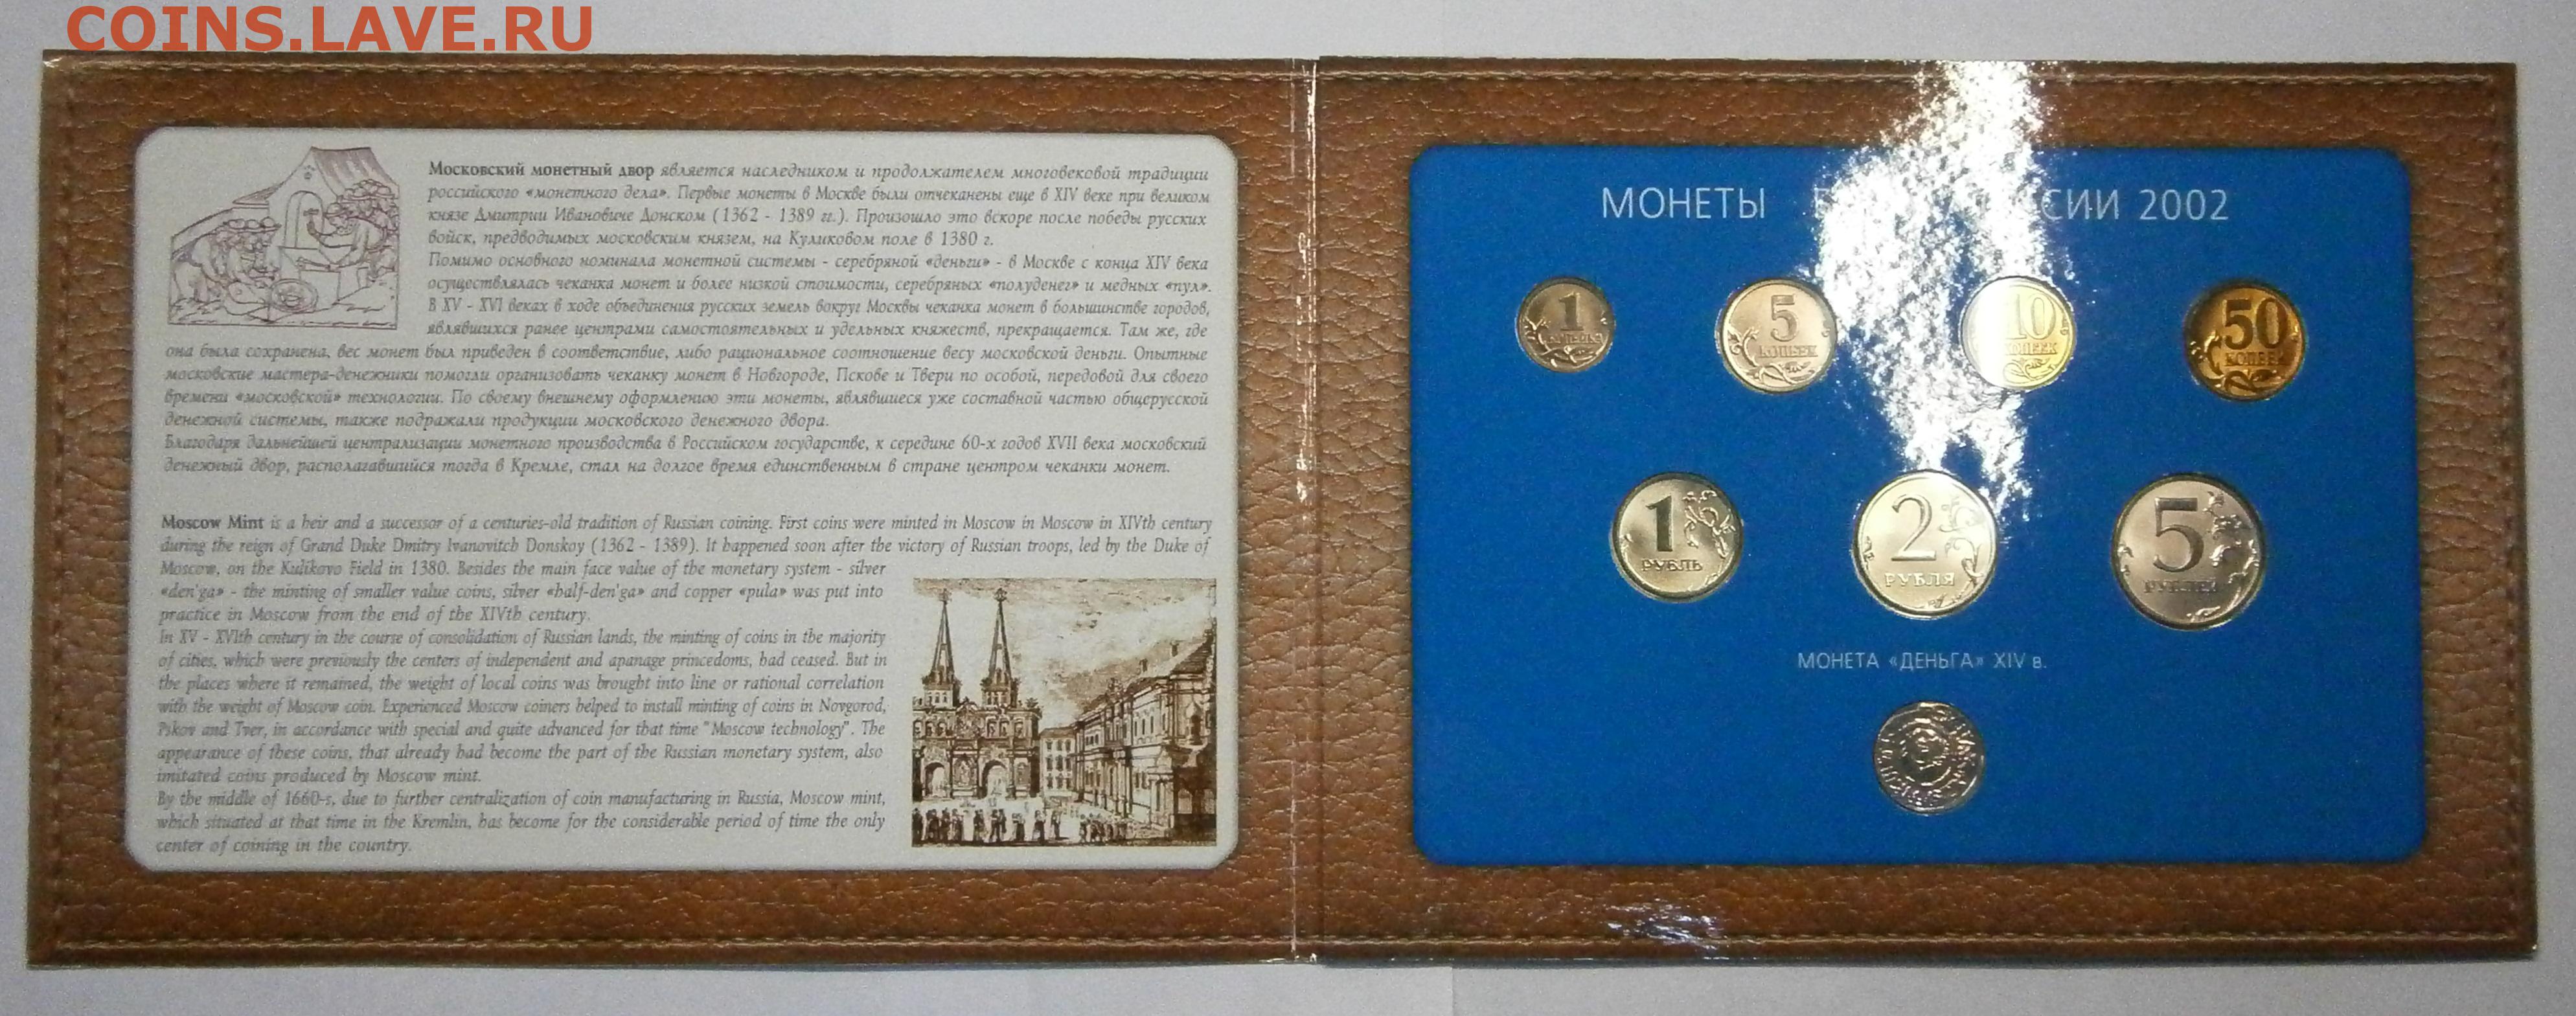 COINS.LAVE.RU
Московский монетный двор является наследником и продолжателем многовековой традиции
российского «монетного дела». Первые монеты в Москве были отчеканены еще в XIV веке при великом
князе Дмитрии Ивановиче Донском (1362 - 1389 гг.). Произошло это вскоре после победы русских
войск, предводимых московским князем, на Куликовом поле в 1380 г.
Помимо основного номинала монетной системы - серебряной «деньги» - в Москве с конца XIV века
осуществлялась чеканка монет и более низкой стоимости, серебряных «полуденег» и медных «пул».
В XV - XVI веках в ходе объединения русских земель вокруг Москвы чеканка монет в большинстве городов,
являвшихся ранее центрами самостоятельных и удельных княжеств, прекращается. Там же, где
она была сохранена, вес монет был приведен в соответствие, либо рациональное соотношение весу московской деньги. Опытные
московские мастера-денежники помогли организовать чеканку монет в Новгороде, Пскове и Твери по особой, передовой для своего
времени «московской» технологии. По своему внешнему оформлению эти монеты, являвшиеся уже составной частью общерусской
денежной системы, также подражали продукции московского денежного двора.
Благодаря дальнейшей централизации монетного производства в Российском государстве, к середине 60-х годов XVII века московский
денежный двор, располагавшийся тогда в Кремле, стал на долгое время единственным в стране центром чеканки монет.
Moscow Mint is a heir and a successor of a centuries-old tradition of Russian coining. First coins were minted in Moscow in Moscow in XIVth century
during the reign of Grand Duke Dmitry Ivanovitch Donskoy (1362 - 1389). It happened soon after the victory of Russian troops, led by the Duke of
Moscow, on the Kulikovo Field in 1380. Besides the main face value of the monetary system - silver
«den'ga» - the minting of smaller value coins, silver «half-den'ga» and copper «pula» was put into
practice in Moscow from the end of the XIVth century.
In XV - XVIth century in the course of consolidation of Russian lands, the minting of coins in the majority
of cities, which were previously the centers of independent and apanage princedoms, had ceased. But in
the places where it remained, the weight of local coins was brought into line or rational correlation
with the weight of Moscow coin. Experienced Moscow coiners helped to install minting of coins in Novgorod,
Pskov and Tver, in accordance with special and quite advanced for that time "Moscow technology". The
appearance of these coins, that already had become the part of the Russian monetary system, also
imitated coins produced by Moscow mint.
By the middle of 1660-s, due to further centralization of coin manufacturing in Russia, Moscow mint,
which situated at that time in the Kremlin, has become for the considerable period of time the only
center of coining in the country.
МОНЕТЫ 2002
1 КОПЕЙКА
5 КОПЕЕК
10 КОПЕЕК
50 КОПЕЕК
1 РУБЛЬ
2 РУБЛЯ
5 РУБЛЕЙ
МОНЕТА «ДЕНЬГА» XIV в.